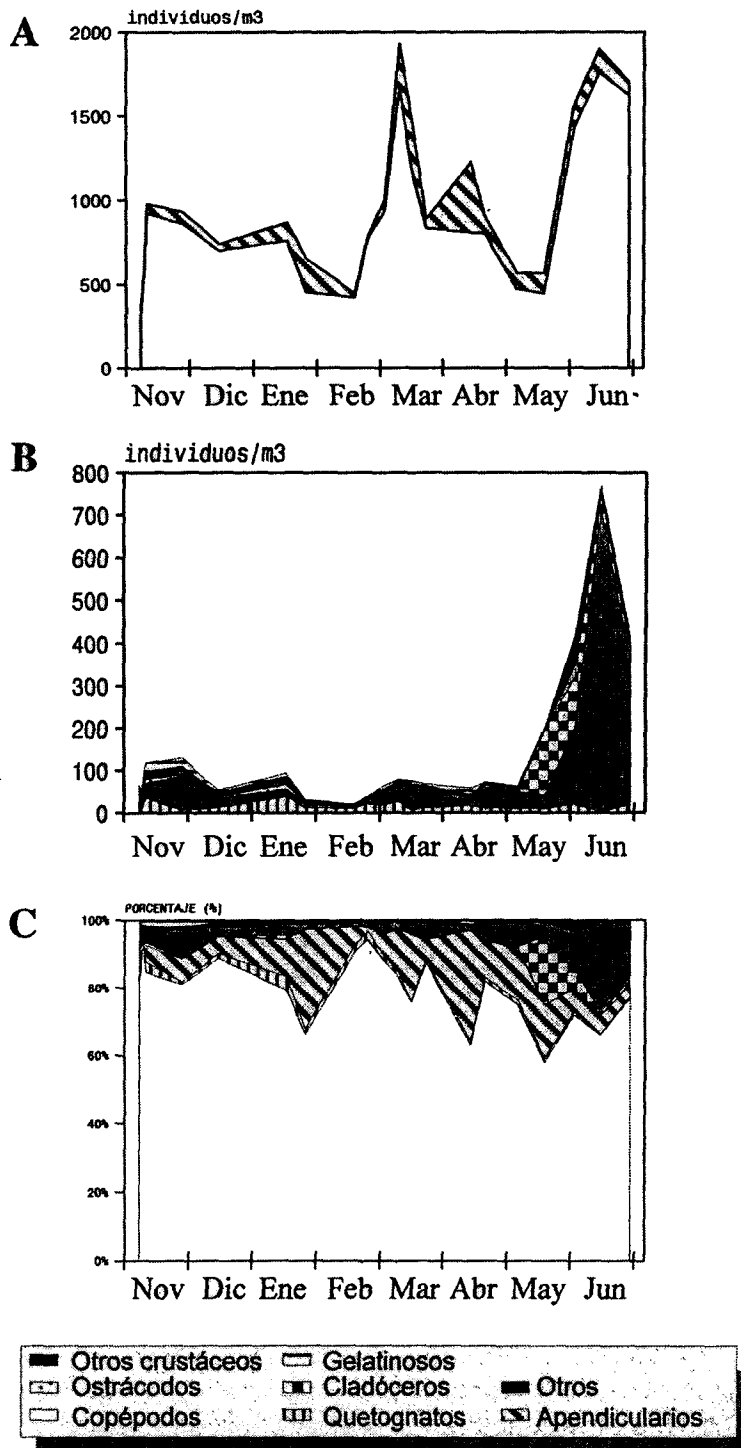 A
individuos/m3
2000
1500
1000
500
0
Nov Dic Ene Feb Mar Abr May Jun
B
individuos/m3
800
700
600
500
400
300
200
100
0
Nov Dic Ene Feb Mar Abr May Jun
C
PORCENTAJE (%)
100%
80%
60%
40%
20%
0%
Nov Dic Ene Feb Mar Abr May Jun
Otros crustáceos Gelatinosos
Ostrácodos Cladóceros Otros
Copépodos Quetognatos Apendicularios